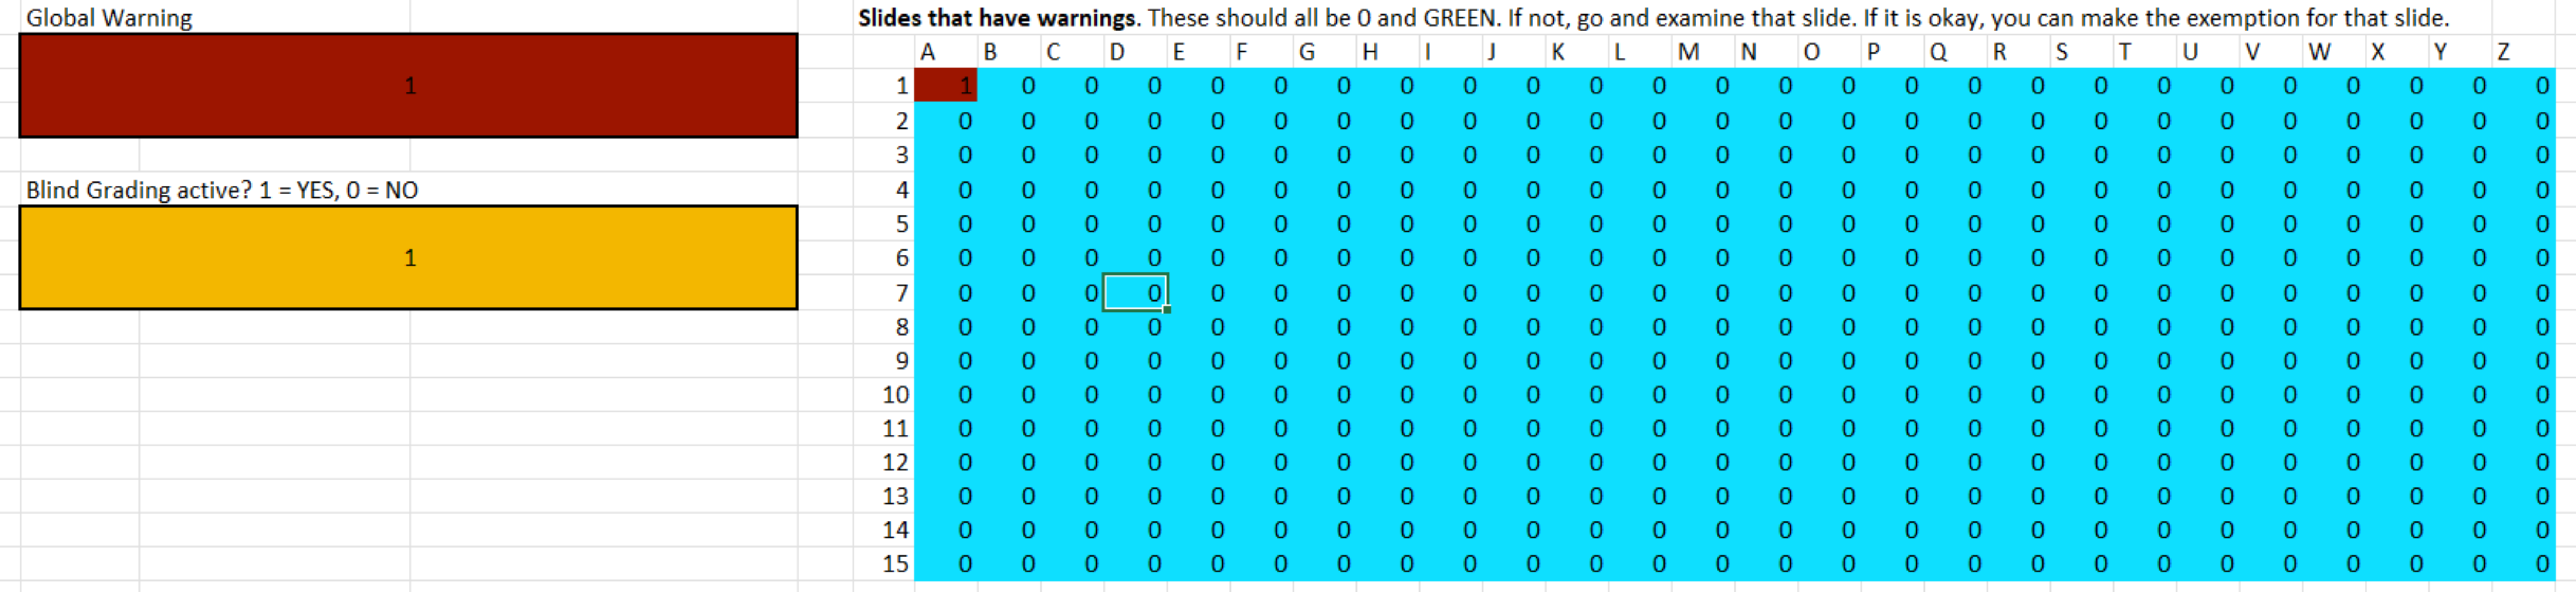 Global Warning
Slides that have warnings. These should all be 0 and GREEN. If not, go and examine that slide. If it is okay, you can make the exemption for that slide.
A B C D E F G H I J K L M N O P Q R S T U V W X Y Z
1
1 1 0 0 0 0 0 0 0 0 0 0 0 0 0 0 0 0 0 0 0 0 0 0 0 0 0
2 0 0 0 0 0 0 0 0 0 0 0 0 0 0 0 0 0 0 0 0 0 0 0 0 0 0
3 0 0 0 0 0 0 0 0 0 0 0 0 0 0 0 0 0 0 0 0 0 0 0 0 0 0
Blind Grading active? 1 = YES, 0 = NO
4 0 0 0 0 0 0 0 0 0 0 0 0 0 0 0 0 0 0 0 0 0 0 0 0 0 0
5 0 0 0 0 0 0 0 0 0 0 0 0 0 0 0 0 0 0 0 0 0 0 0 0 0 0
1
6 0 0 0 0 0 0 0 0 0 0 0 0 0 0 0 0 0 0 0 0 0 0 0 0 0 0
7 0 0 0 0 0 0 0 0 0 0 0 0 0 0 0 0 0 0 0 0 0 0 0 0 0 0
8 0 0 0 0 0 0 0 0 0 0 0 0 0 0 0 0 0 0 0 0 0 0 0 0 0 0
9 0 0 0 0 0 0 0 0 0 0 0 0 0 0 0 0 0 0 0 0 0 0 0 0 0 0
10 0 0 0 0 0 0 0 0 0 0 0 0 0 0 0 0 0 0 0 0 0 0 0 0 0 0
11 0 0 0 0 0 0 0 0 0 0 0 0 0 0 0 0 0 0 0 0 0 0 0 0 0 0
12 0 0 0 0 0 0 0 0 0 0 0 0 0 0 0 0 0 0 0 0 0 0 0 0 0 0
13 0 0 0 0 0 0 0 0 0 0 0 0 0 0 0 0 0 0 0 0 0 0 0 0 0 0
14 0 0 0 0 0 0 0 0 0 0 0 0 0 0 0 0 0 0 0 0 0 0 0 0 0 0
15 0 0 0 0 0 0 0 0 0 0 0 0 0 0 0 0 0 0 0 0 0 0 0 0 0 0